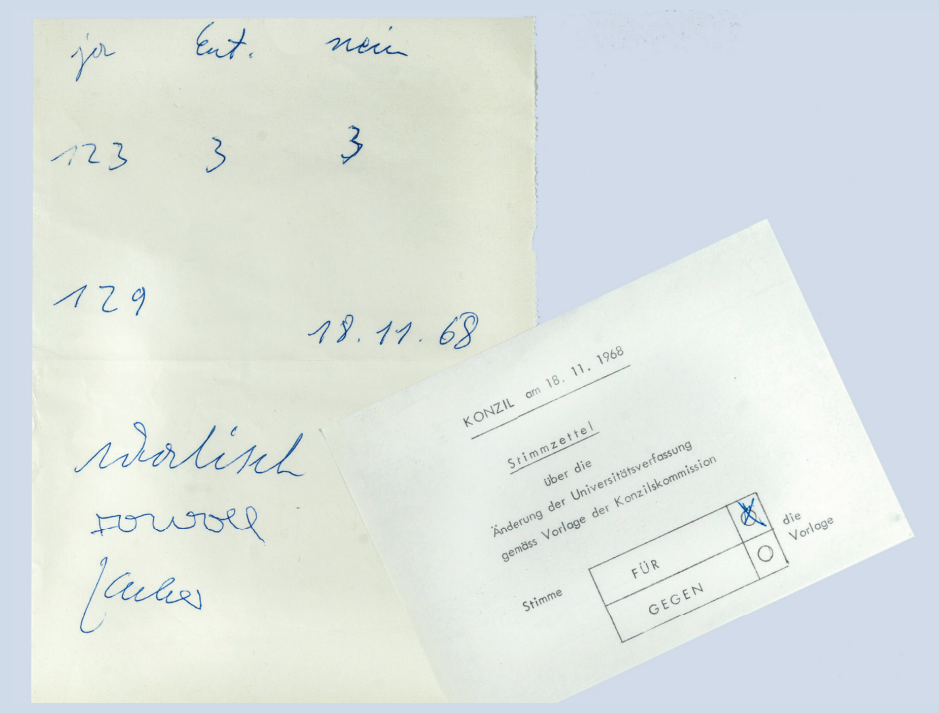 ja Ent. nein
123 3 3
129
18.11.68
KONZIL am 18. 11. 1968
Stimmzettel
über die
Änderung der Universitätsverfassung
gemäss Vorlage der Konzilskommission
Stimme
FÜR
GEGEN
die
Vorlage